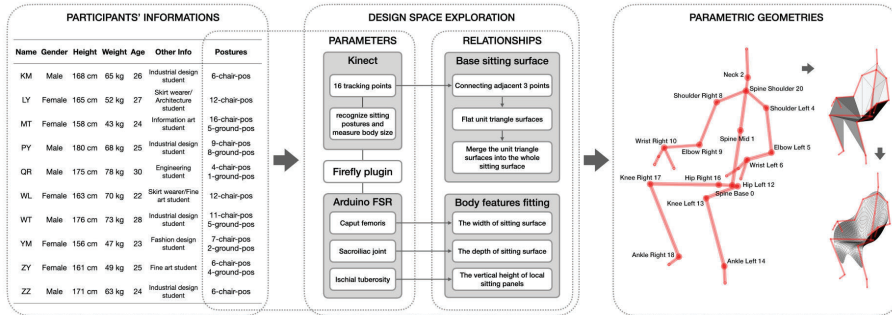 PARTICIPANTS' INFORMATIONS
Name Gender Height Weight Age Other Info Postures
KM Male 168 cm 65 kg 26 Industrial design student 6-chair-pos
LY Female 165 cm 52 kg 27 Skirt wearer/ Architecture student 12-chair-pos
MT Female 158 cm 43 kg 24 Information art student 16-chair-pos 5-ground-pos
PY Male 180 cm 68 kg 25 Industrial design student 9-chair-pos 8-ground-pos
QR Male 175 cm 78 kg 30 Engineering student 4-chair-pos 1-ground-pos
WL Female 163 cm 70 kg 22 Skirt wearer/Fine art student 12-chair-pos
WT Male 176 cm 73 kg 28 Industrial design student 11-chair-pos 5-ground-pos
YM Female 156 cm 47 kg 23 Fashion design student 7-chair-pos 2-ground-pos
ZY Female 161 cm 49 kg 25 Fine art student 6-chair-pos 4-ground-pos
ZZ Male 171 cm 63 kg 24 Industrial design student 6-chair-pos
DESIGN SPACE EXPLORATION
PARAMETERS
Kinect
16 tracking points
recognize sitting
postures and
measure body size
Firefly plugin
Arduino FSR
Caput femoris
Sacroiliac joint
Ischial tuberosity
RELATIONSHIPS
Base sitting surface
Connecting adjacent 3 points
Flat unit triangle surfaces
Merge the unit triangle
surfaces into the whole
sitting surface
Body features fitting
The width of sitting surface
The depth of sitting surface
The vertical height of local
sitting panels
PARAMETRIC GEOMETRIES
Neck 2
Spine Shoulder 20
Shoulder Right 8
Shoulder Left 4
Spine Mid 1
Wrist Right 10
Elbow Right 9
Elbow Left 5
Wrist Left 6
Knee Right 17
Hip Right 16
Hip Left 12
Spine Base 0
Knee Left 13
Ankle Right 18
Ankle Left 14